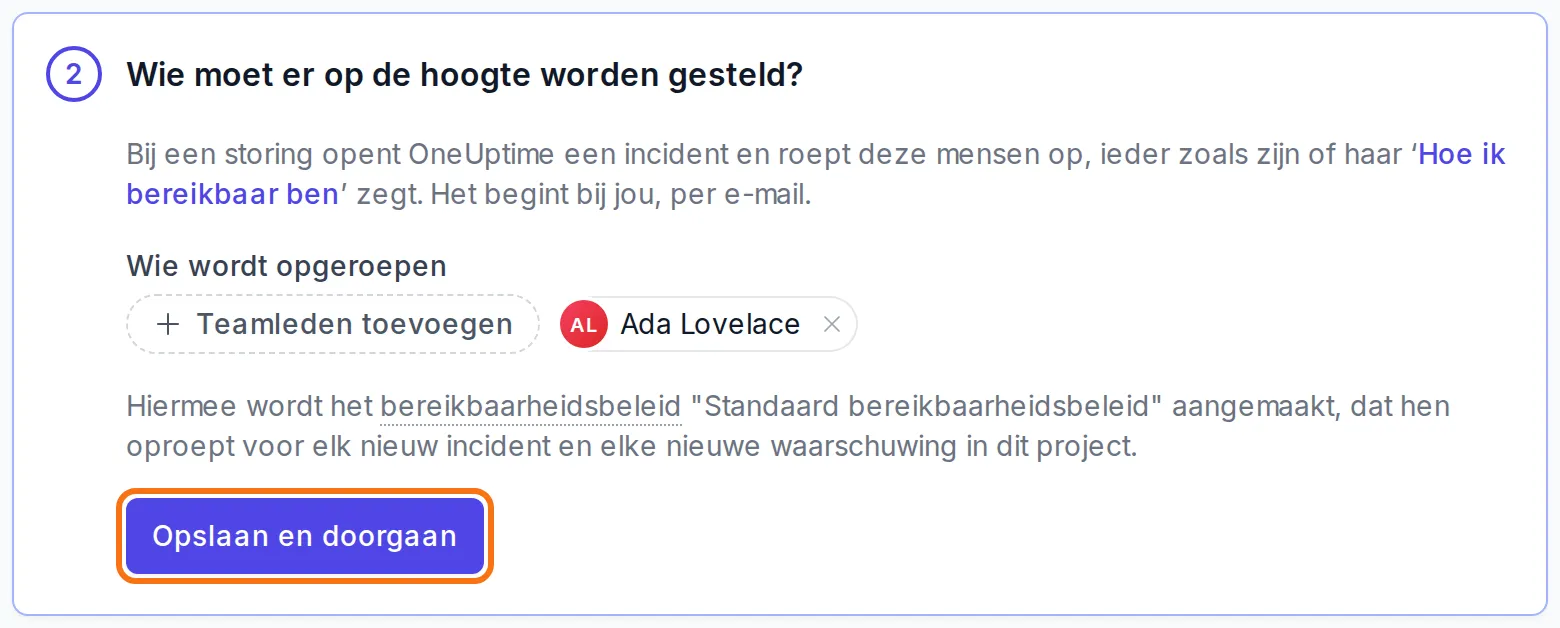 2
Wie moet er op de hoogte worden gesteld?
Bij een storing opent OneUptime een incident en roept deze mensen op, ieder zoals zijn of haar ‘Hoe ik
bereikbaar ben’ zegt. Het begint bij jou, per e-mail.
Wie wordt opgeroepen
+ Teamleden toevoegen
AL Ada Lovelace ×
Hiermee wordt het bereikbaarheidsbeleid "Standaard bereikbaarheidsbeleid" aangemaakt, dat hen
oproept voor elk nieuw incident en elke nieuwe waarschuwing in dit project.
Opslaan en doorgaan